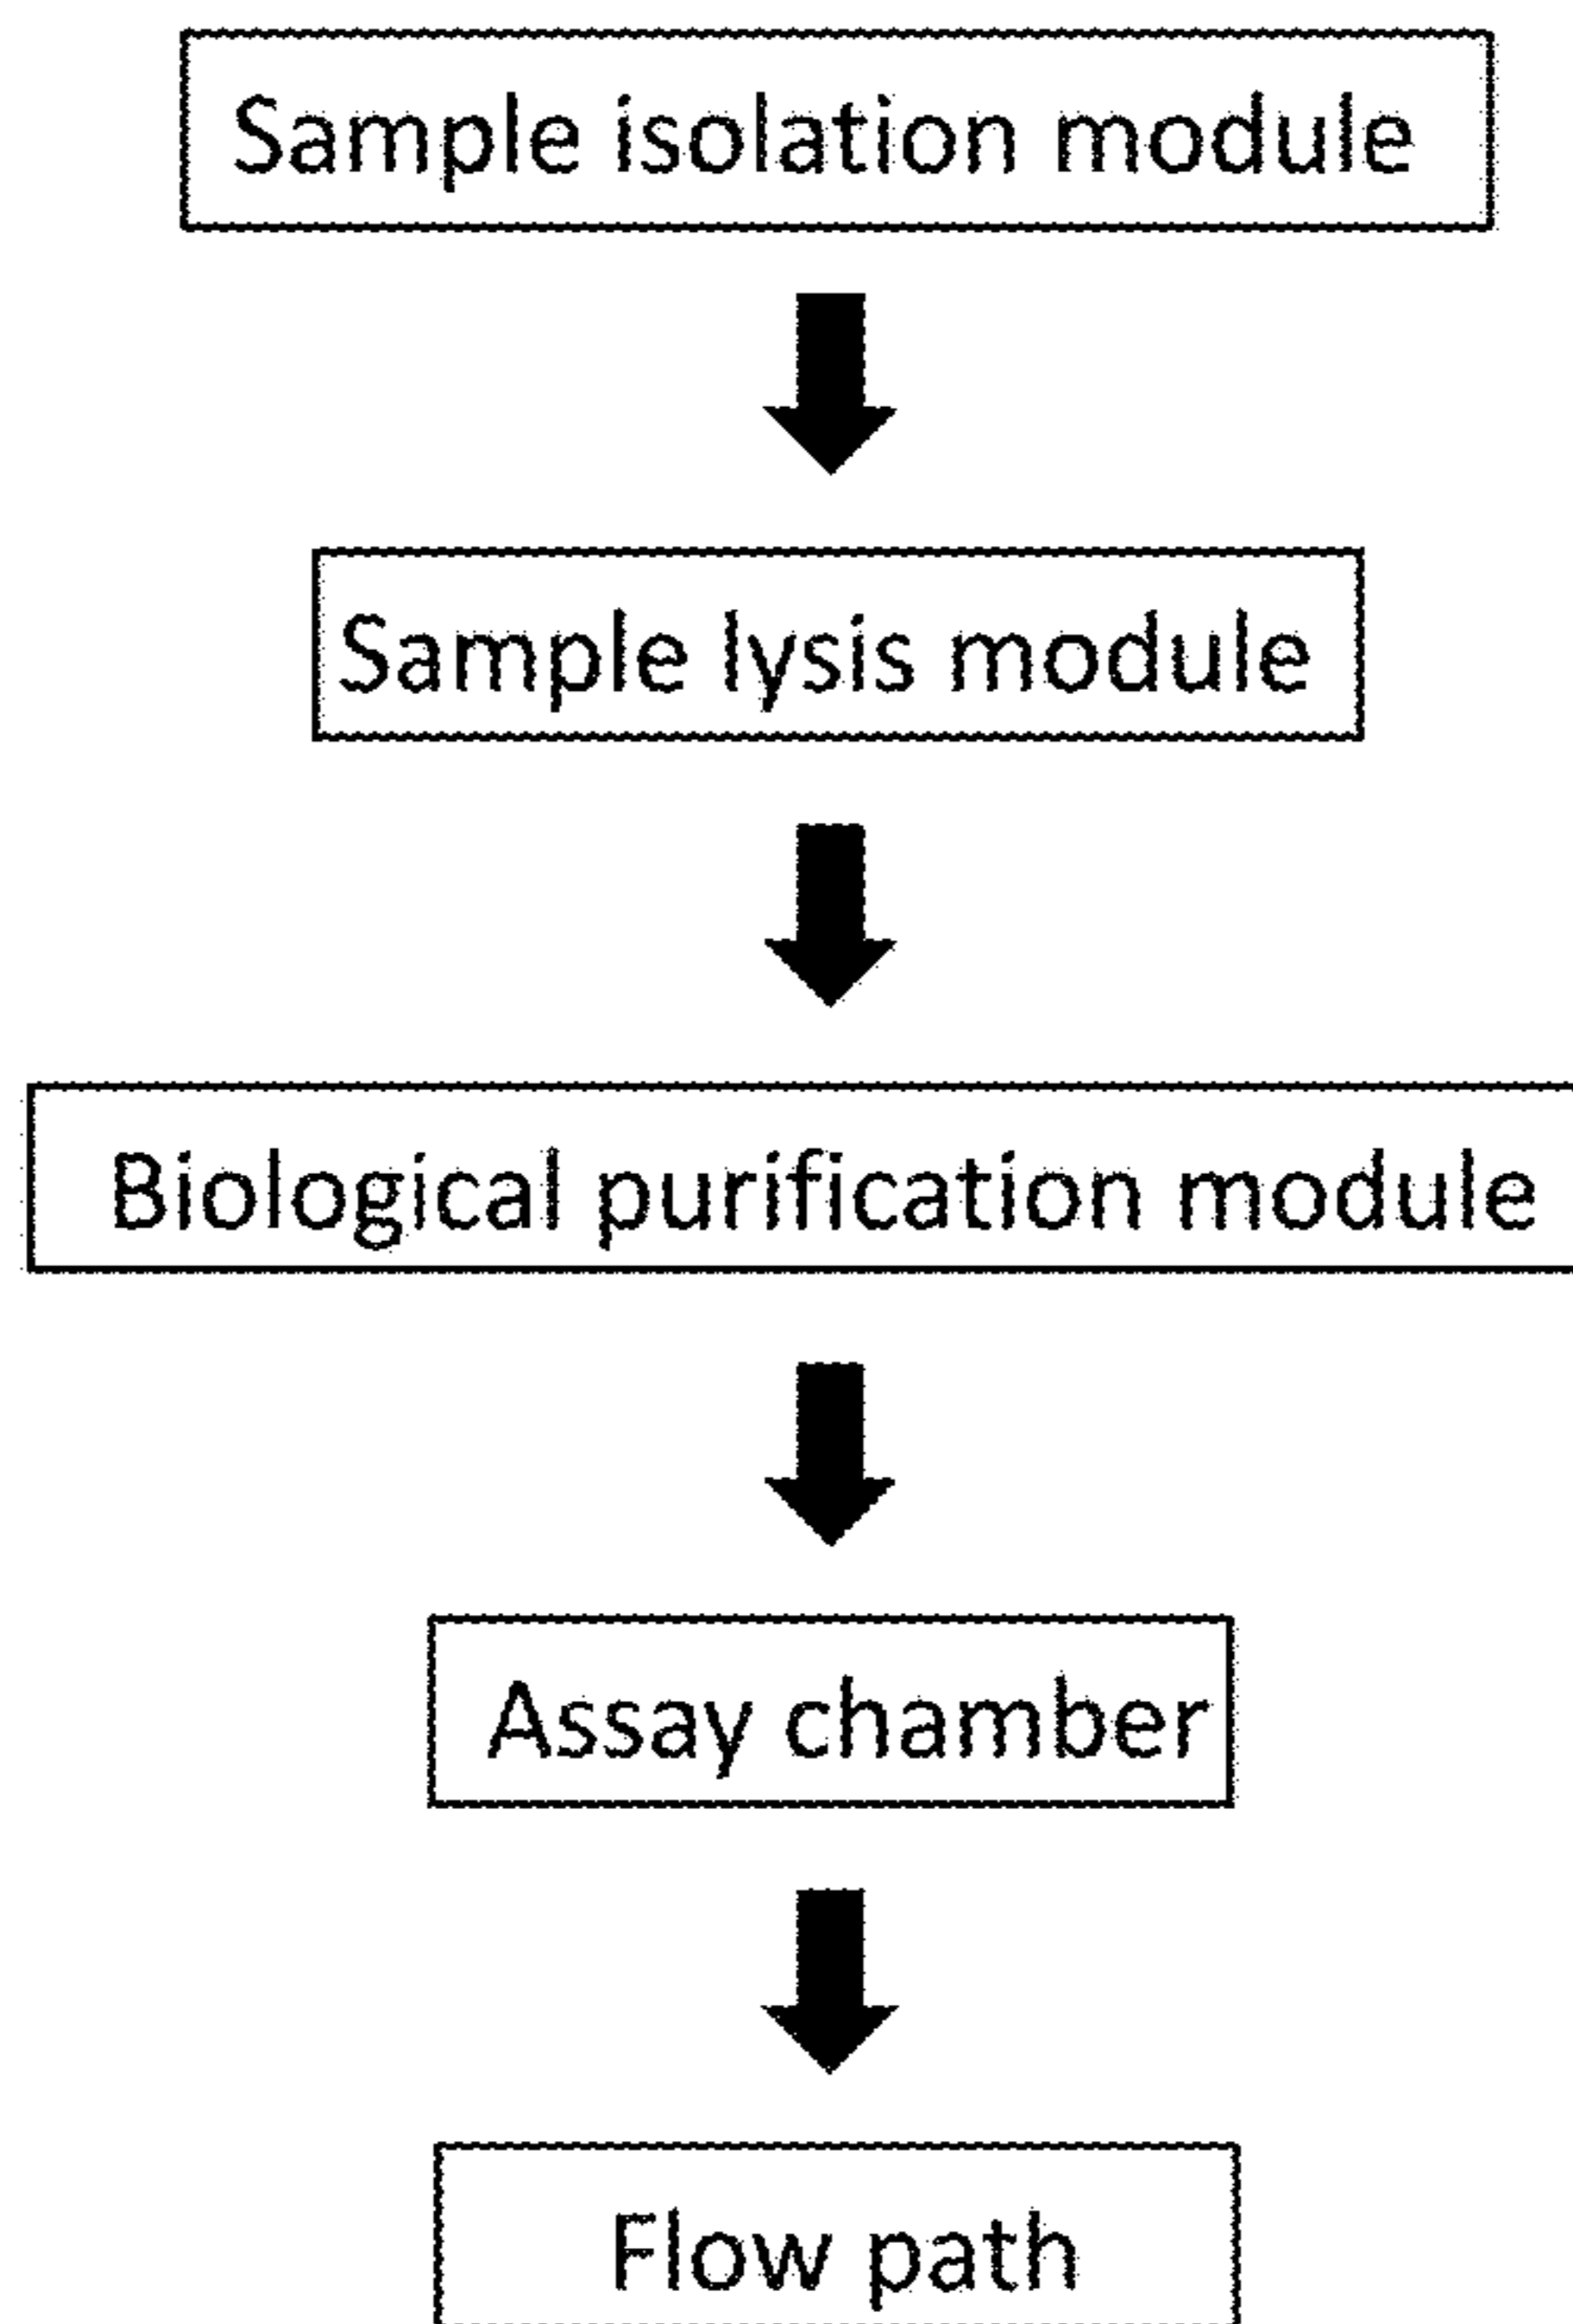 Sample isolation module
Sample lysis module
Biological purification module
Assay chamber
Flow path